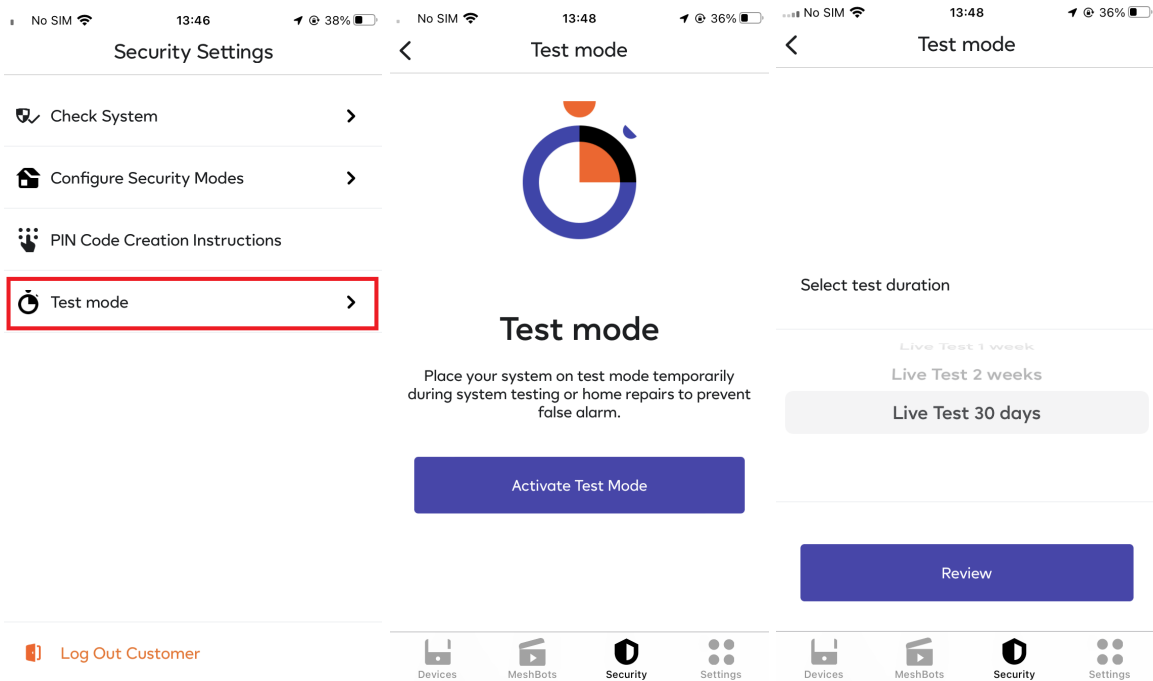 No SIM 13:46 38%
Security Settings
Check System
Configure Security Modes
PIN Code Creation Instructions
Test mode
Log Out Customer
No SIM 13:48 36%
Test mode
Test mode
Place your system on test mode temporarily
during system testing or home repairs to prevent
false alarm.
Activate Test Mode
Devices MeshBots Security Settings
No SIM 13:48 36%
Test mode
Select test duration
Live Test 1 week
Live Test 2 weeks
Live Test 30 days
Review
Devices MeshBots Security Settings